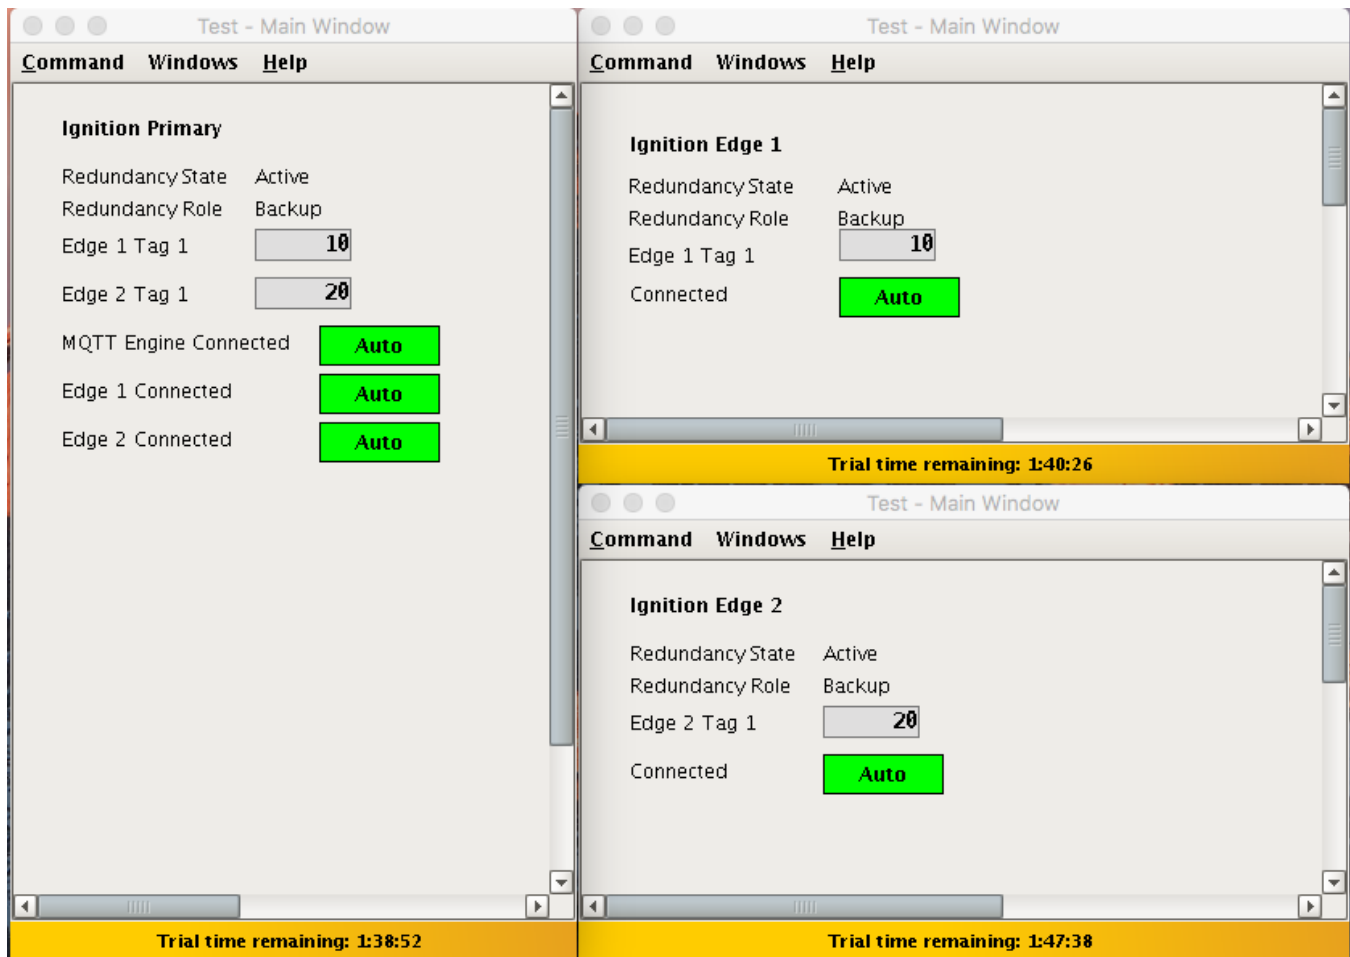 Test - Main Window
Command Windows Help
Ignition Primary
Redundancy State Active
Redundancy Role Backup
Edge 1 Tag 1 10
Edge 2 Tag 1 20
MQTT Engine Connected Auto
Edge 1 Connected Auto
Edge 2 Connected Auto
Trial time remaining: 1:38:52
Test - Main Window
Command Windows Help
Ignition Edge 1
Redundancy State Active
Redundancy Role Backup
Edge 1 Tag 1 10
Connected Auto
Trial time remaining: 1:40:26
Test - Main Window
Command Windows Help
Ignition Edge 2
Redundancy State Active
Redundancy Role Backup
Edge 2 Tag 1 20
Connected Auto
Trial time remaining: 1:47:38